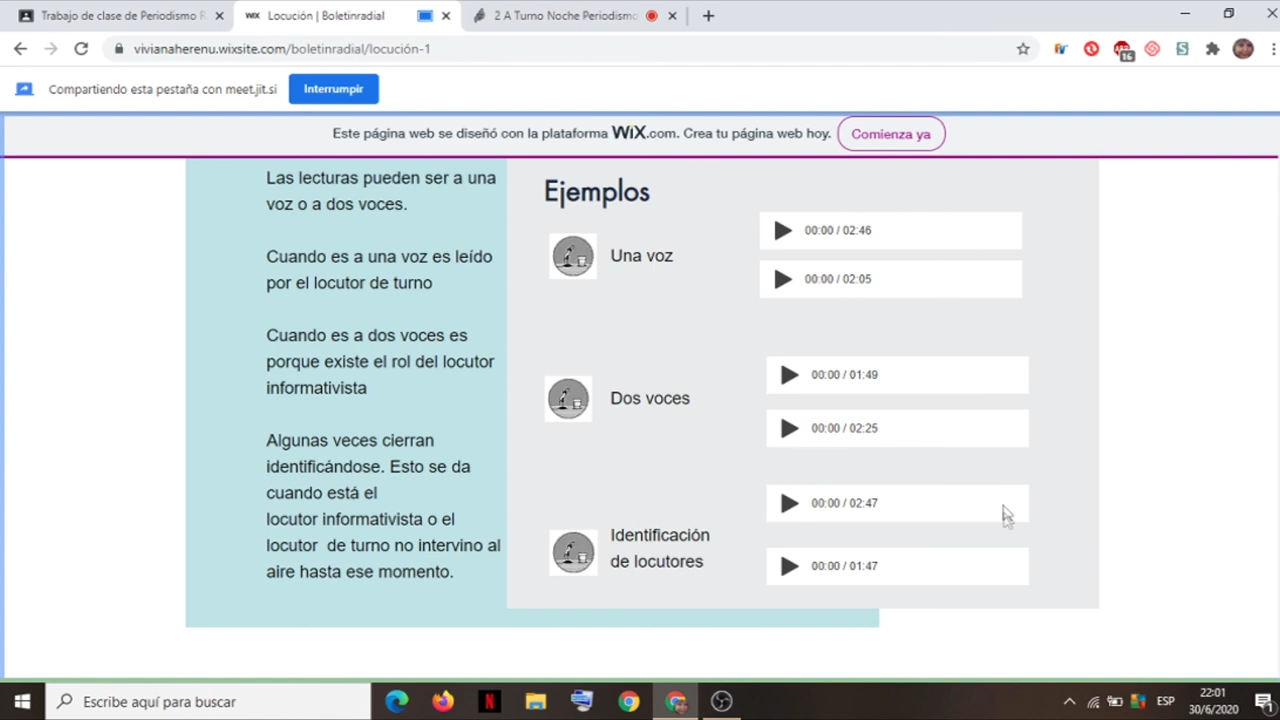 Trabajo de clase de Periodismo R
WiX Locución | Boletinradial
2 A Turno Noche Periodismo
vivianaherenu.wixsite.com/boletinradial/locución-1
16
Compartiendo esta pestaña con meet.jit.si
Interrumpir
Este página web se diseñó con la plataforma WiX.com. Crea tu página web hoy.
Comienza ya
Las lecturas pueden ser a una
voz o a dos voces.
Cuando es a una voz es leído
por el locutor de turno
Cuando es a dos voces es
porque existe el rol del locutor
informativista
Algunas veces cierran
identificándose. Esto se da
cuando está el
locutor informativista o el
locutor de turno no intervino al
aire hasta ese momento.
Ejemplos
Una voz
00:00 / 02:46
00:00 / 02:05
Dos voces
00:00 / 01:49
00:00 / 02:25
Identificación
de locutores
00:00 / 02:47
00:00 / 01:47
Escribe aquí para buscar
ESP
22:01
30/6/2020
1